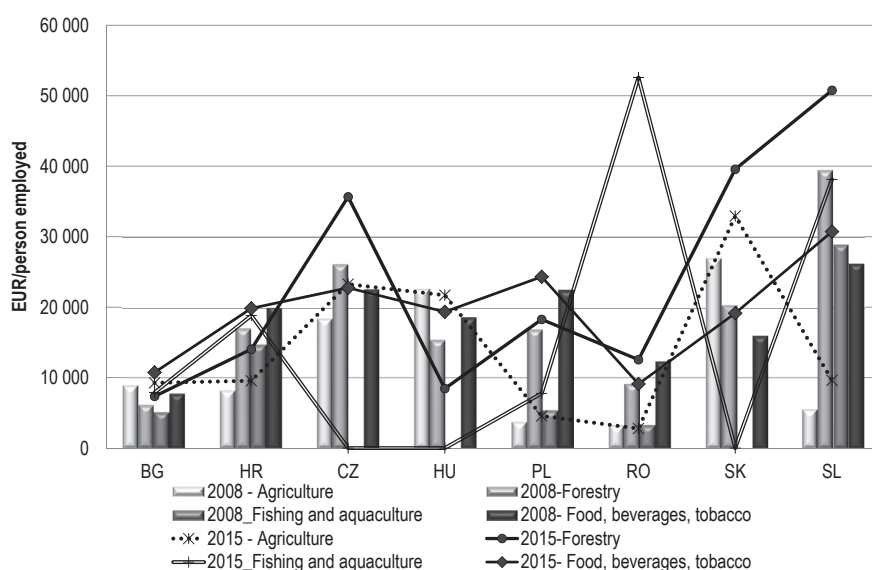 60 000
50 000
40 000
30 000
20 000
10 000
0
EUR/person employed
BG HR CZ HU PL RO SK SL
2008 - Agriculture 2008-Forestry
2008_Fishing and aquaculture 2008- Food, beverages, tobacco
2015 - Agriculture 2015-Forestry
2015_Fishing and aquaculture 2015- Food, beverages, tobacco